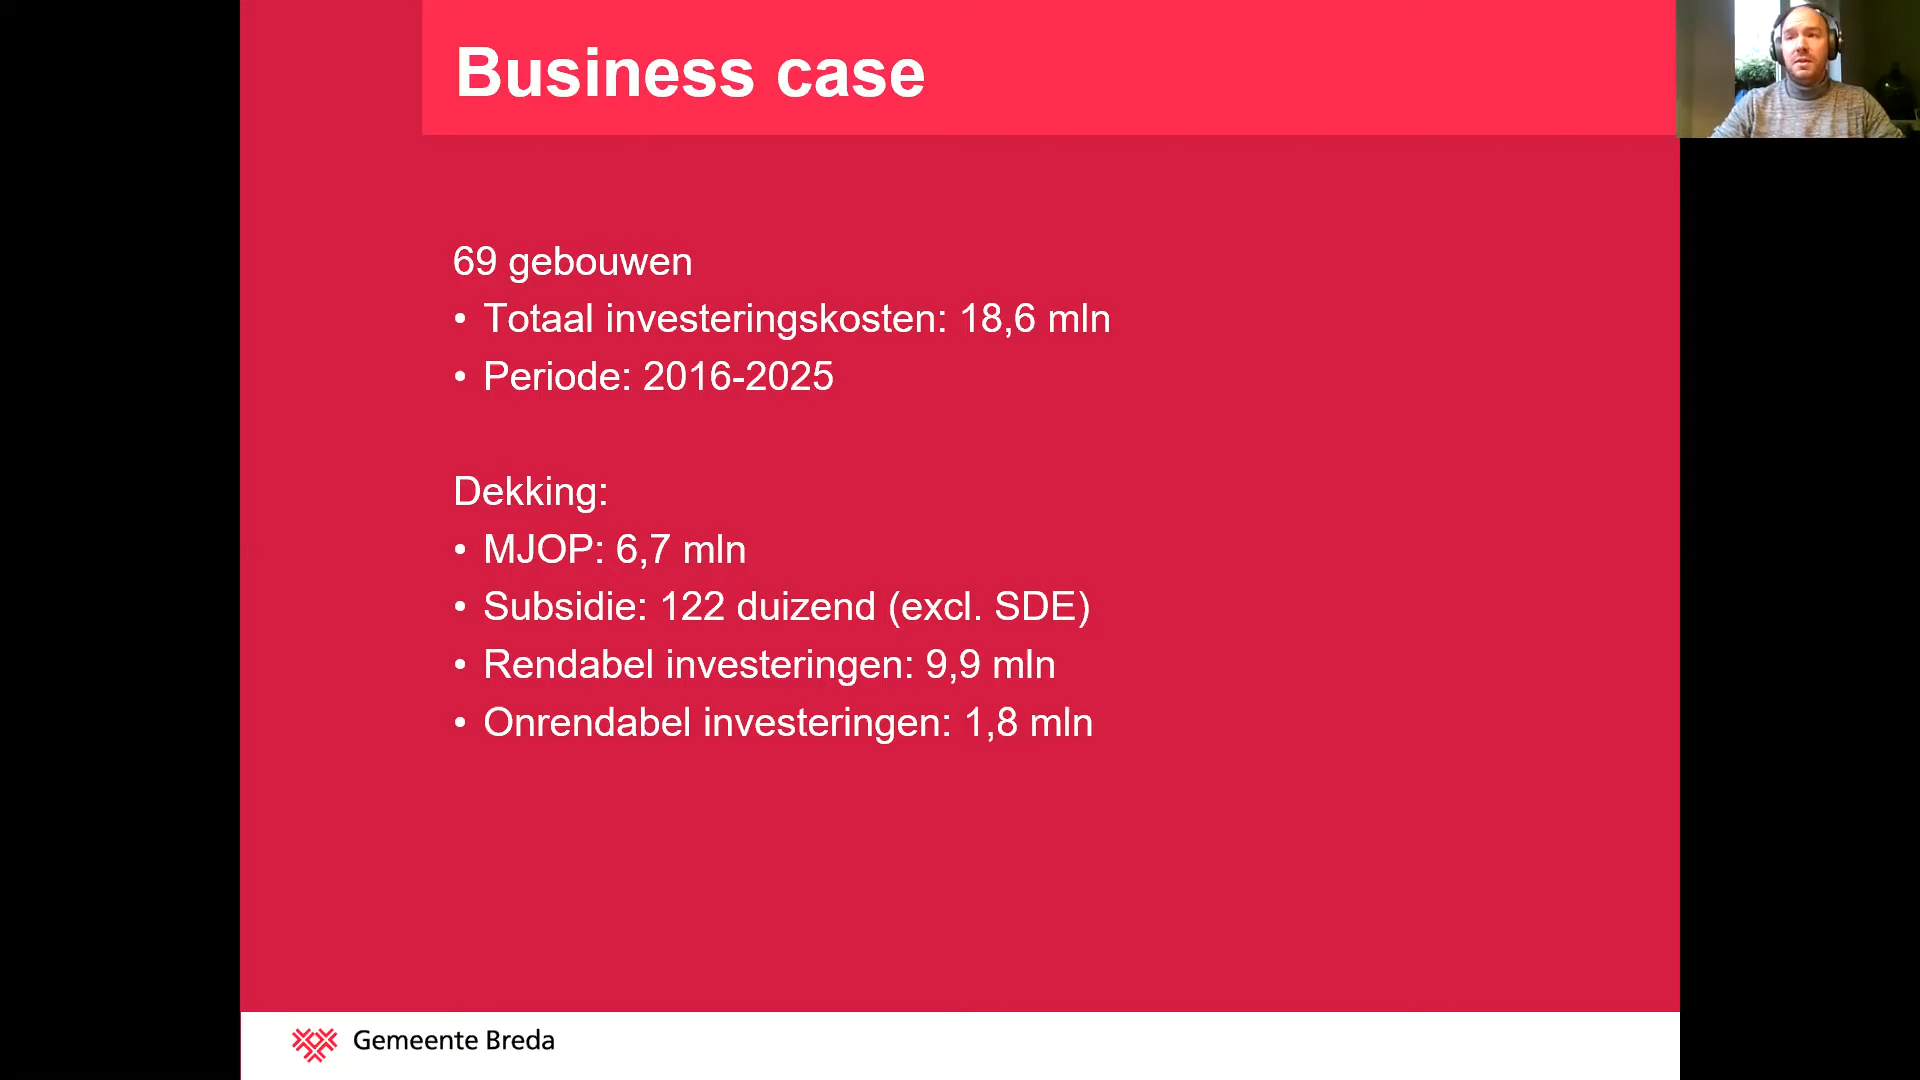 Business case
69 gebouwen
• Totaal investeringskosten: 18,6 mln
• Periode: 2016-2025
Dekking:
• MJOP: 6,7 mln
• Subsidie: 122 duizend (excl. SDE)
• Rendabel investeringen: 9,9 mln
• Onrendabel investeringen: 1,8 mln
Gemeente Breda